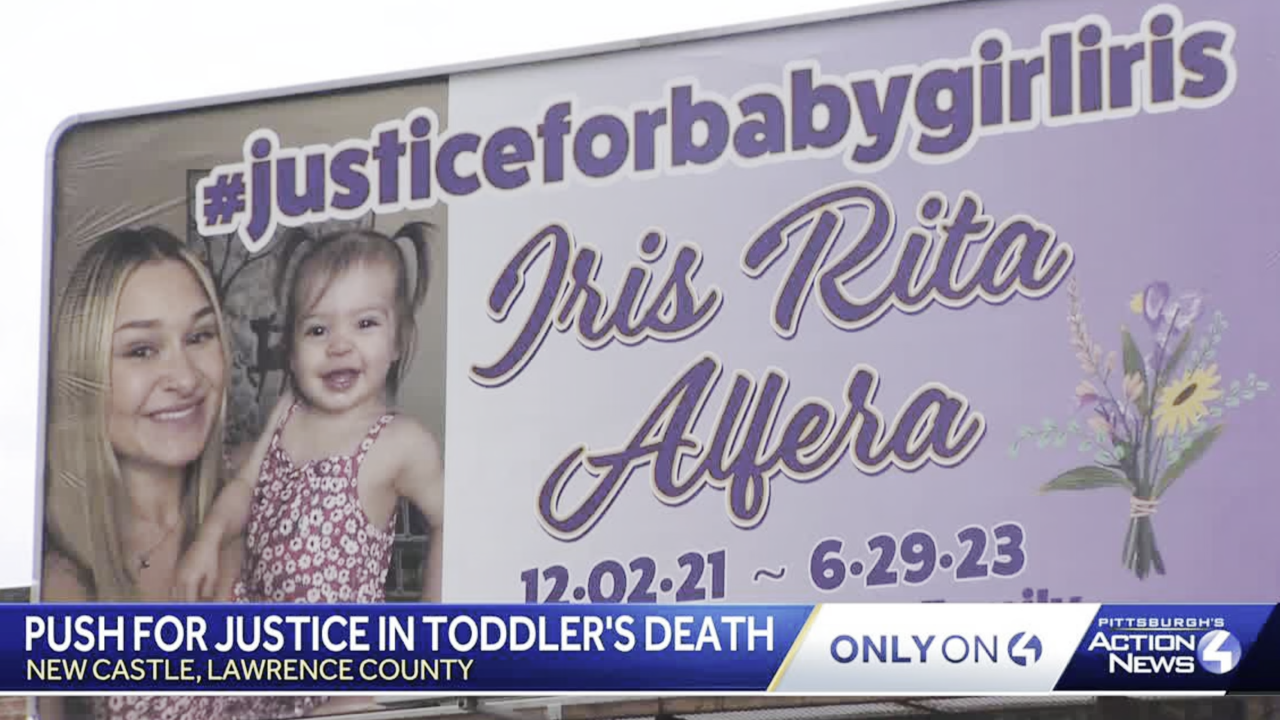 #justiceforbabygirliris
Iris Rita
Alfera
12•02•21 ~ 6•29•23
PUSH FOR JUSTICE IN TODDLER'S DEATH
NEW CASTLE, LAWRENCE COUNTY
ONLY ON 4
PITTSBURGH'S
ACTION
NEWS 4